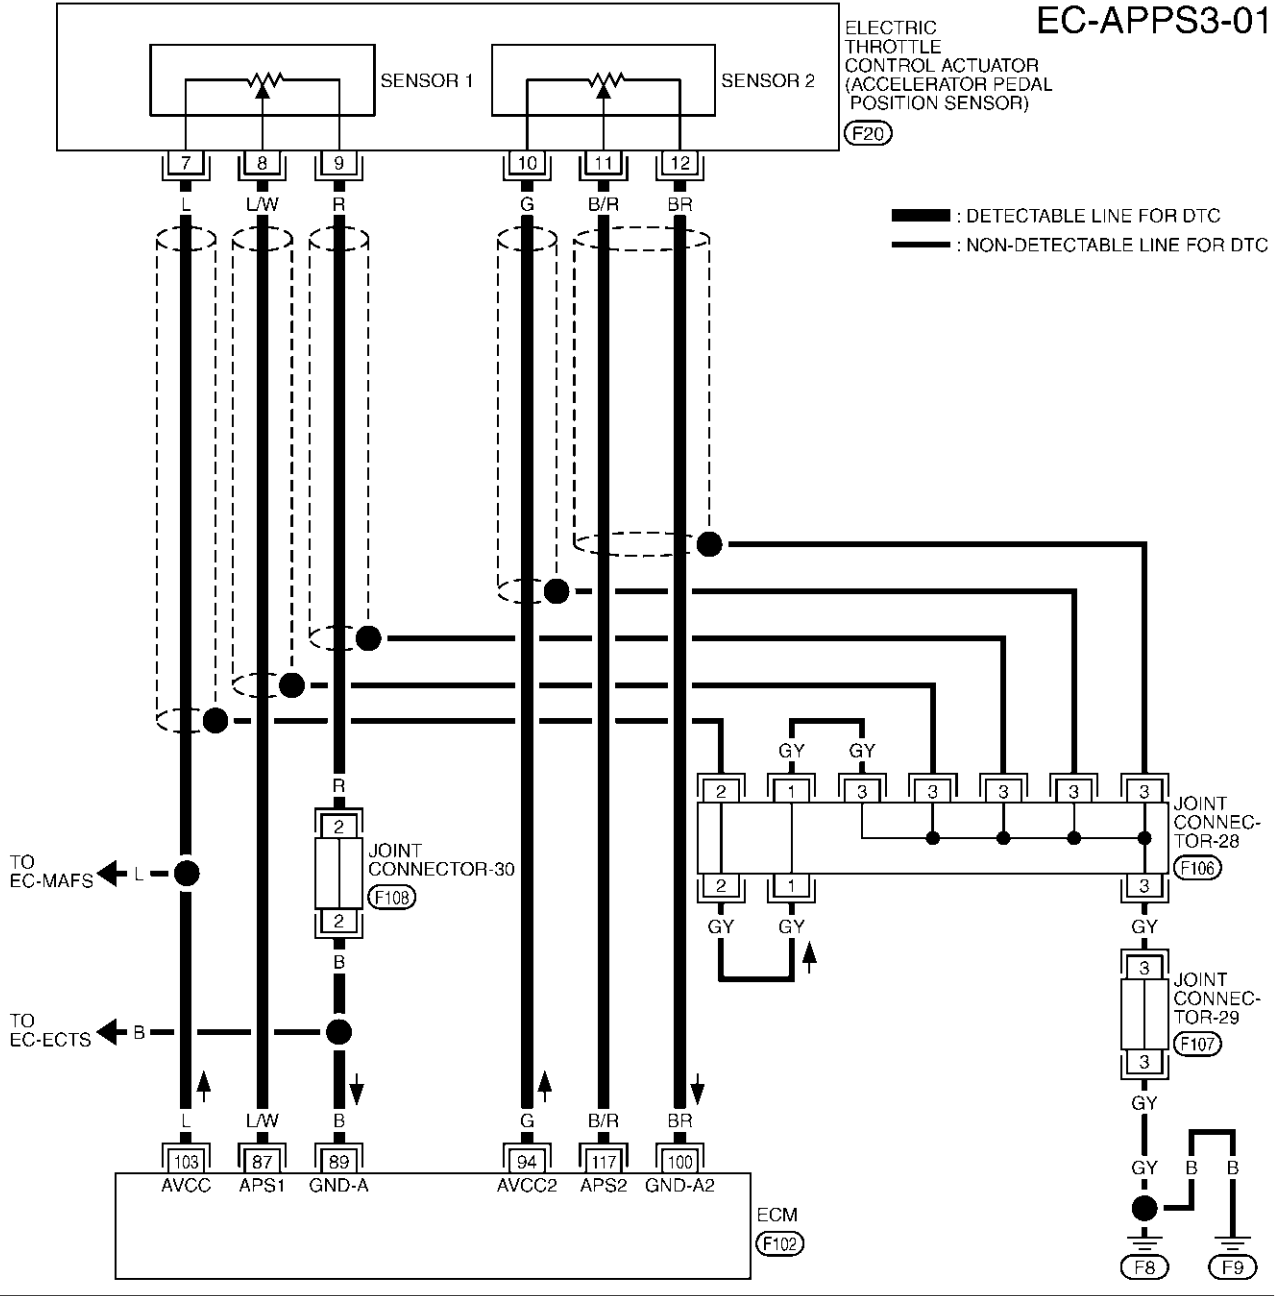 EC-APPS3-01
ELECTRIC
THROTTLE
CONTROL ACTUATOR
(ACCELERATOR PEDAL
POSITION SENSOR)
F20
SENSOR 1
SENSOR 2
7 8 9 10 11 12
L L/W R G B/R BR
: DETECTABLE LINE FOR DTC
: NON-DETECTABLE LINE FOR DTC
GY GY
R
2 1 3 3 3 3 3
JOINT
CONNEC-
TOR-28
F106
2
JOINT
CONNECTOR-30
F108
2
TO
EC-MAFS
L
2 1 3
GY GY GY
B
3
JOINT
CONNEC-
TOR-29
F107
3
TO
EC-ECTS
B
GY
L L/W B G B/R BR
103 87 89 94 117 100
AVCC APS1 GND-A AVCC2 APS2 GND-A2
GY B B
ECM
F102
F8 F9